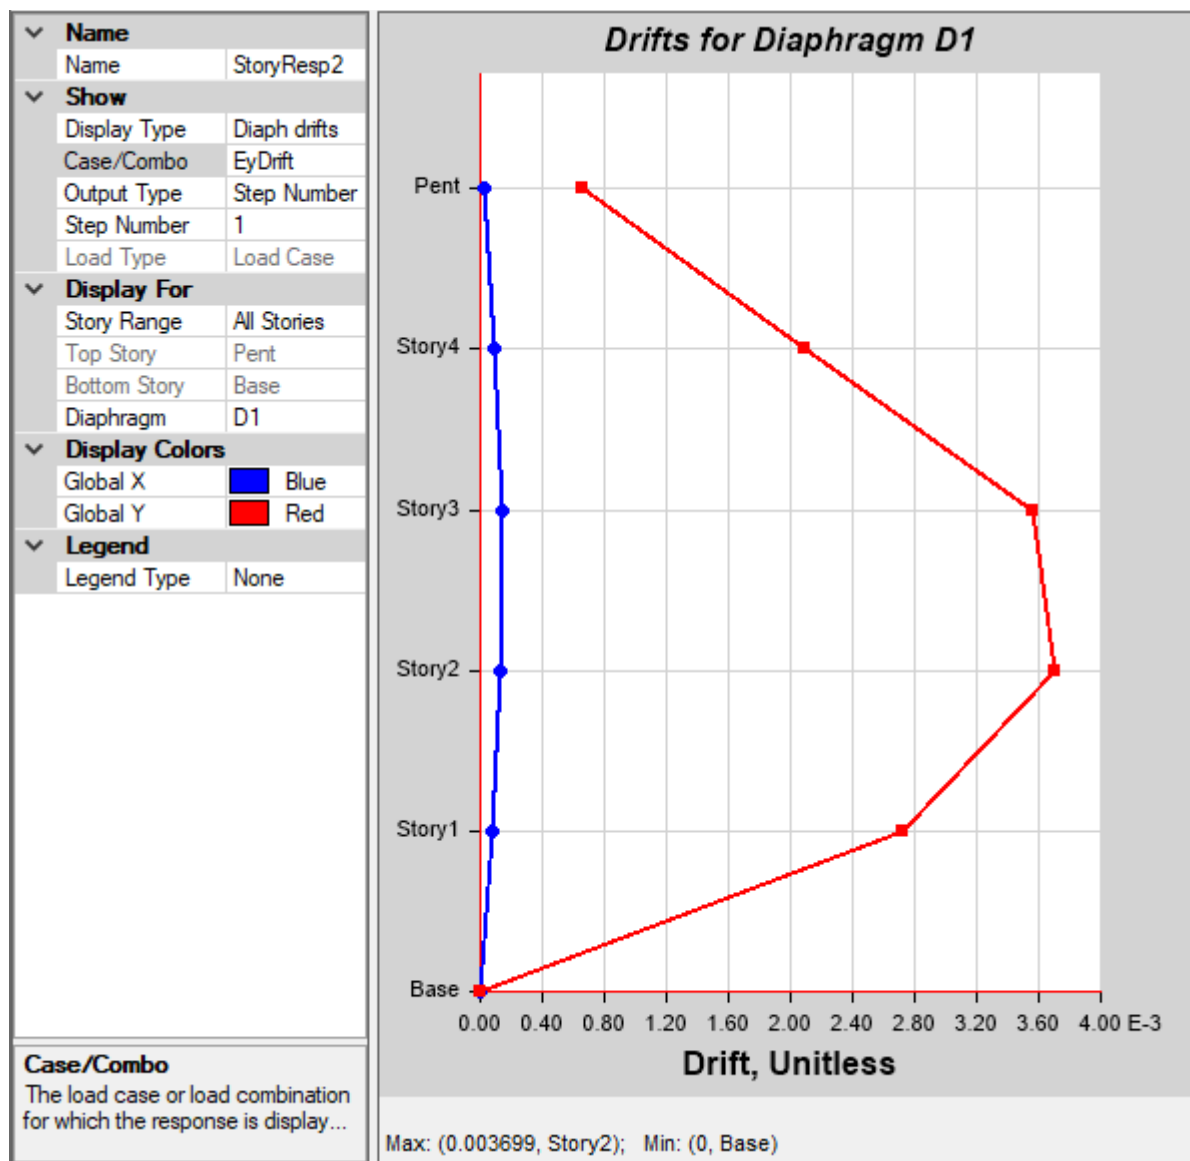 Name
Name StoryResp2
Show
Display Type Diaph drifts
Case/Combo EyDrift
Output Type Step Number
Step Number 1
Load Type Load Case
Display For
Story Range All Stories
Top Story Pent
Bottom Story Base
Diaphragm D1
Display Colors
Global X Blue
Global Y Red
Legend
Legend Type None
Case/Combo
The load case or load combination
for which the response is display...
Drifts for Diaphragm D1
Pent
Story4
Story3
Story2
Story1
Base
0.00 0.40 0.80 1.20 1.60 2.00 2.40 2.80 3.20 3.60 4.00 E-3
Drift, Unitless
Max: (0.003699, Story2); Min: (0, Base)